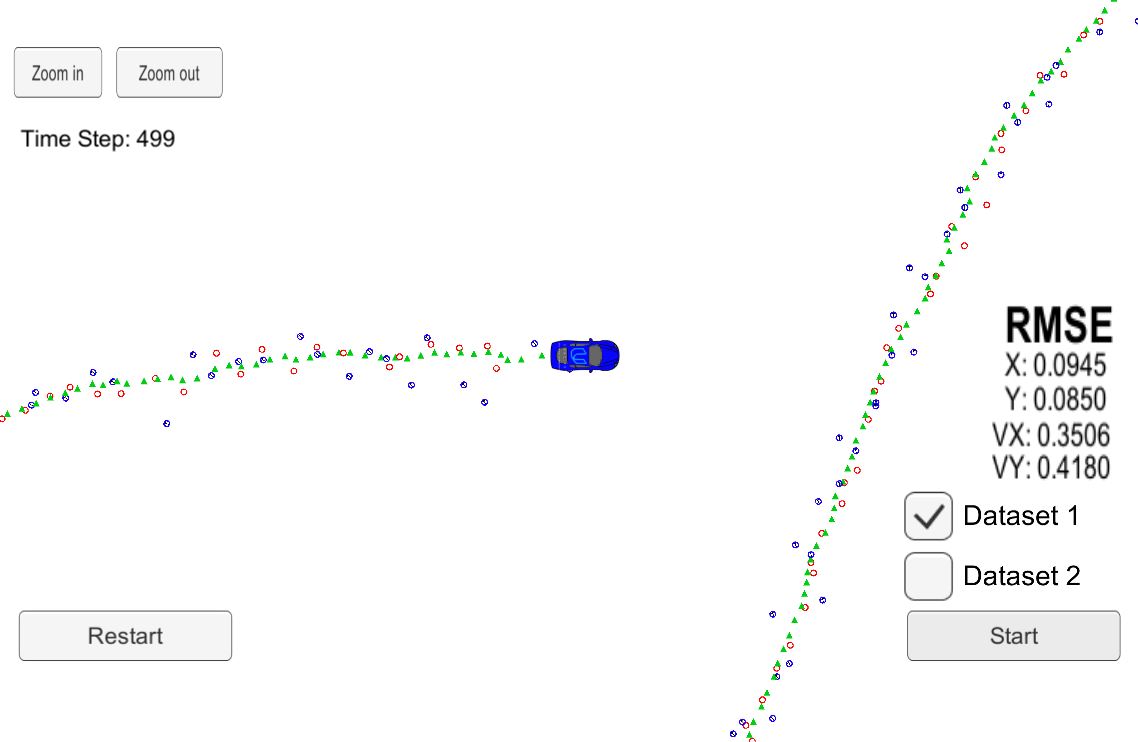 Zoom in
Zoom out
Time Step: 499
RMSE
X: 0.0945
Y: 0.0850
VX: 0.3506
VY: 0.4180
Dataset 1
Dataset 2
Restart
Start